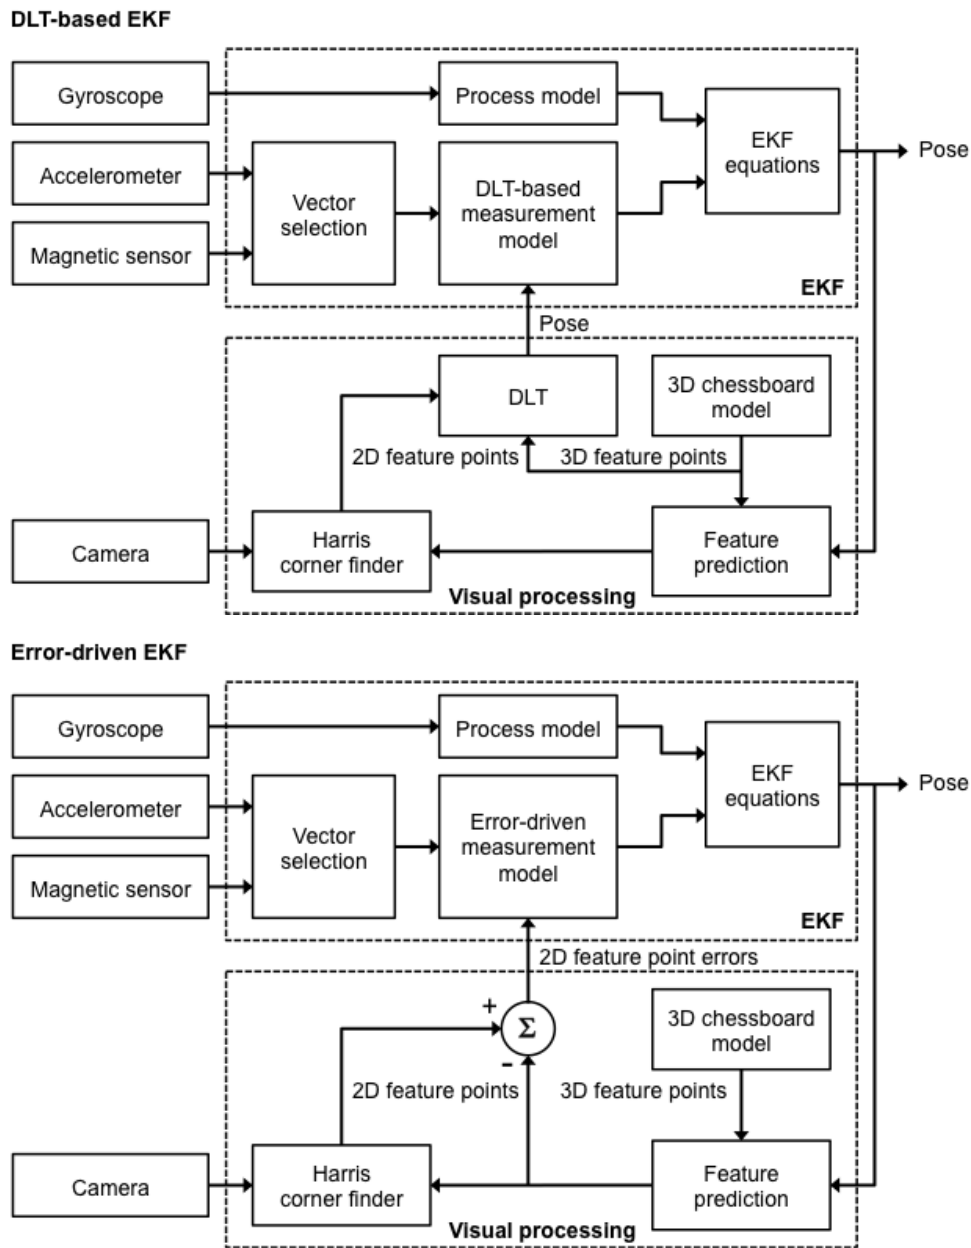 DLT-based EKF
Gyroscope
Process model
EKF
equations
Pose
Accelerometer
Vector
selection
DLT-based
measurement
model
Magnetic sensor
EKF
Pose
DLT
3D chessboard
model
2D feature points
3D feature points
Camera
Harris
corner finder
Feature
prediction
Visual processing
Error-driven EKF
Gyroscope
Process model
EKF
equations
Pose
Accelerometer
Vector
selection
Error-driven
measurement
model
Magnetic sensor
EKF
2D feature point errors
+
Σ
-
3D chessboard
model
2D feature points
3D feature points
Camera
Harris
corner finder
Feature
prediction
Visual processing